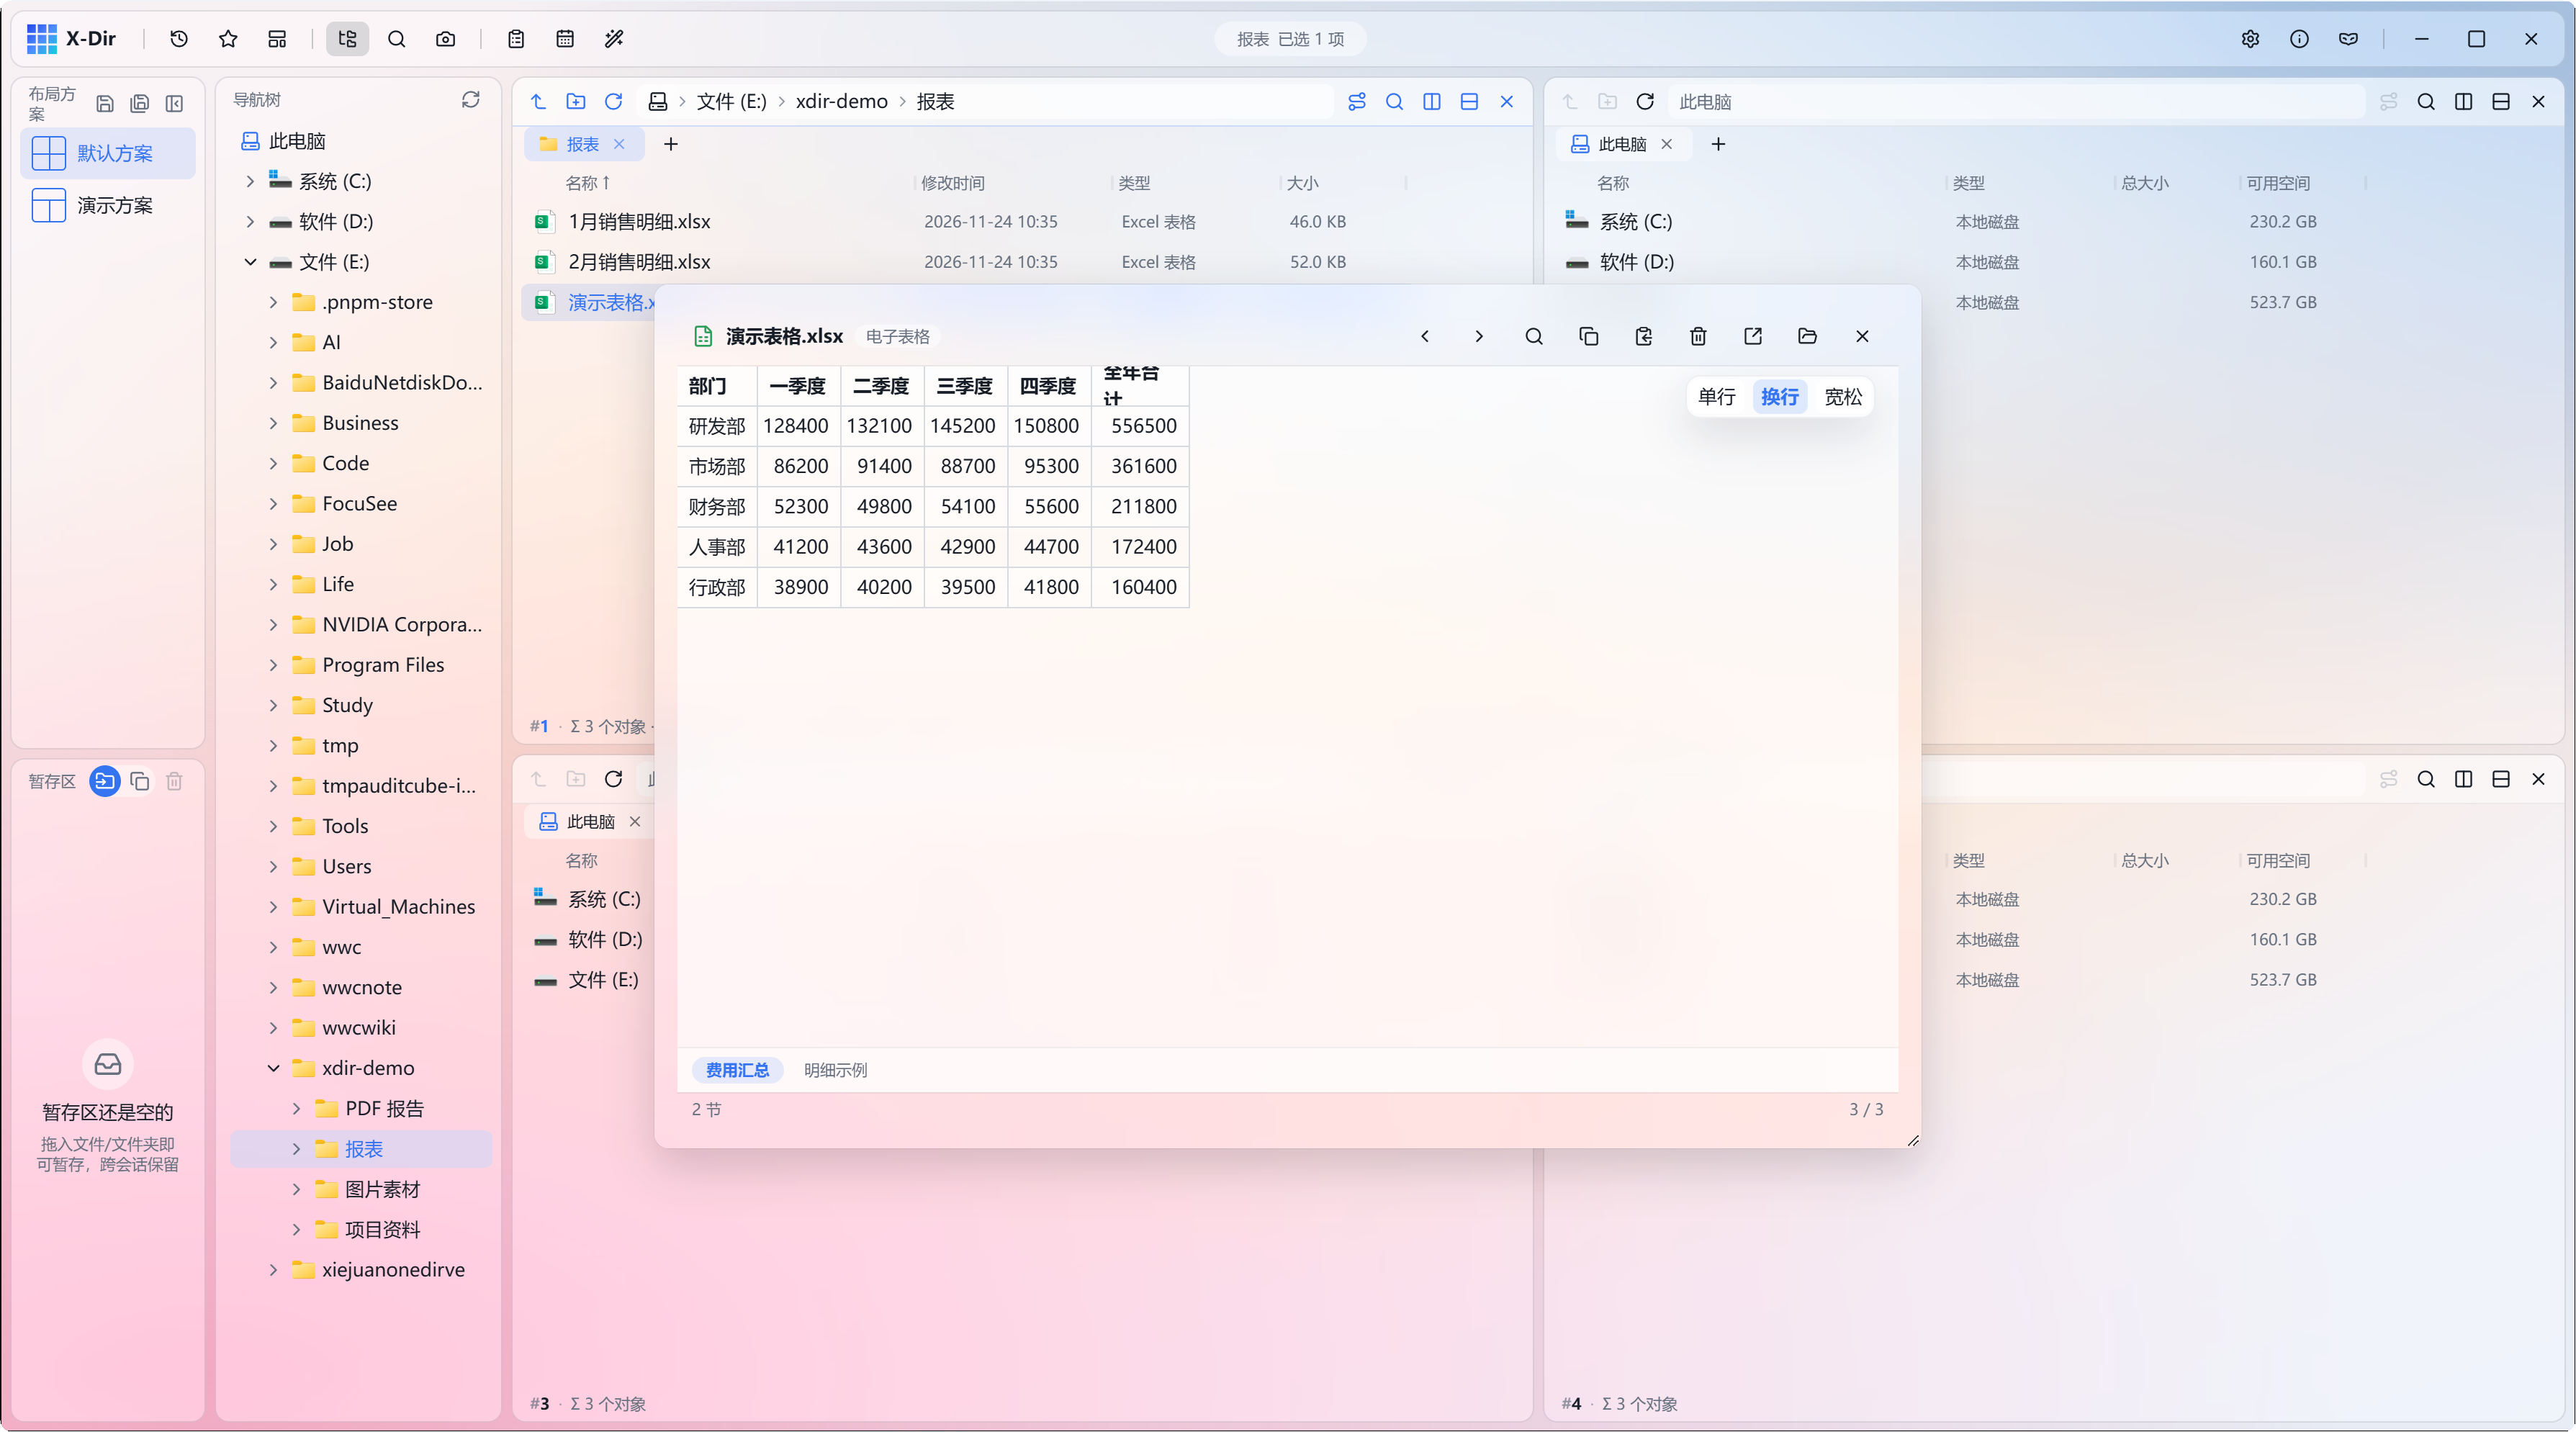 X-Dir
报表 已选 1 项
布局方案
默认方案
演示方案
导航树
此电脑
系统 (C:)
软件 (D:)
文件 (E:)
.pnpm-store
AI
BaiduNetdiskDo...
Business
Code
FocuSee
Job
Life
NVIDIA Corpora...
Program Files
Study
tmp
tmpauditcube-i...
Tools
Users
Virtual_Machines
wwc
wwcnote
wwcwiki
xdir-demo
PDF 报告
报表
图片素材
项目资料
xiejuanonedirve
暂存区
暂存区还是空的
拖入文件/文件夹即
可暂存，跨会话保留
文件 (E:) xdir-demo 报表
报表
名称 修改时间 类型 大小
1月销售明细.xlsx 2026-11-24 10:35 Excel 表格 46.0 KB
2月销售明细.xlsx 2026-11-24 10:35 Excel 表格 52.0 KB
演示表格.x
#1 · Σ 3 个对象 ·
此电脑
此电脑
名称 类型 总大小 可用空间
系统 (C:) 本地磁盘 230.2 GB
软件 (D:) 本地磁盘 160.1 GB
本地磁盘 523.7 GB
演示表格.xlsx 电子表格
单行 换行 宽松
部门 一季度 二季度 三季度 四季度 全年合计
研发部 128400 132100 145200 150800 556500
市场部 86200 91400 88700 95300 361600
财务部 52300 49800 54100 55600 211800
人事部 41200 43600 42900 44700 172400
行政部 38900 40200 39500 41800 160400
费用汇总 明细示例
2 节 3 / 3
此电脑
名称
系统 (C:)
软件 (D:)
文件 (E:)
#3 · Σ 3 个对象
类型 总大小 可用空间
本地磁盘 230.2 GB
本地磁盘 160.1 GB
本地磁盘 523.7 GB
#4 · Σ 3 个对象